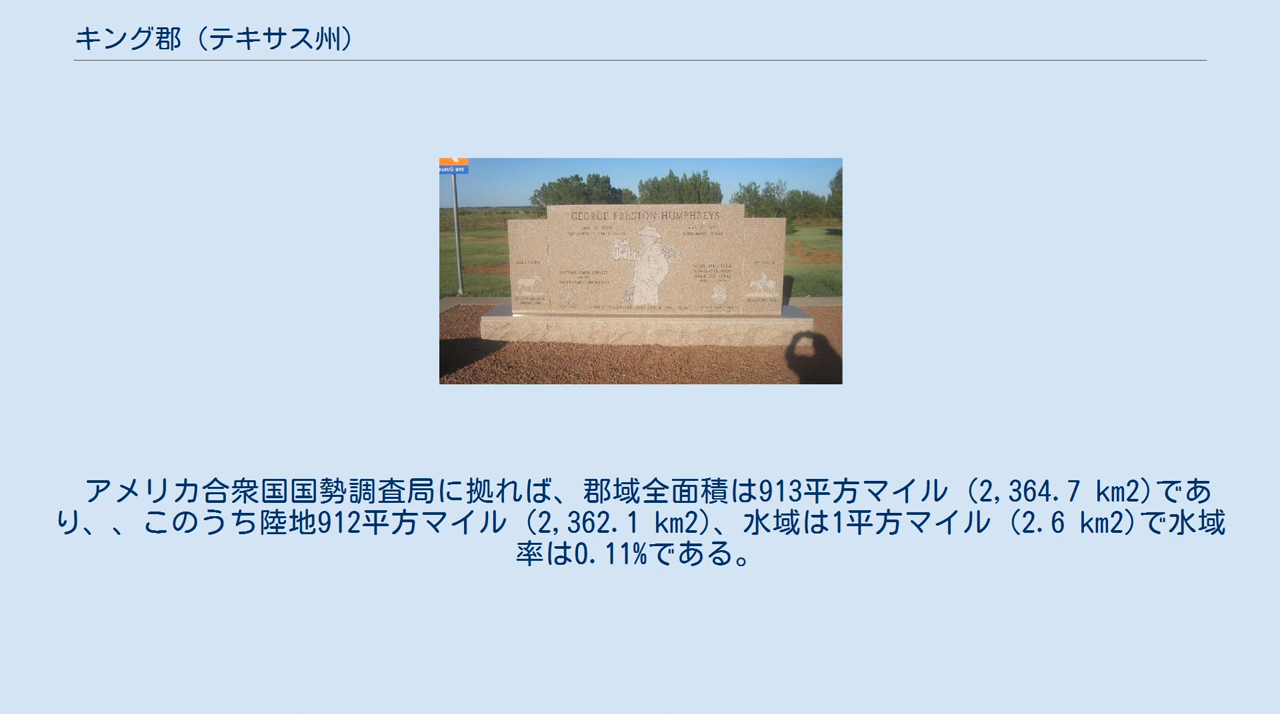 キング郡（テキサス州）
GEORGE PRESTON HUMPHREYS
アメリカ合衆国国勢調査局に拠れば、郡域全面積は913平方マイル (2,364.7 km2)であ
り、、このうち陸地912平方マイル (2,362.1 km2)、水域は1平方マイル (2.6 km2)で水域
率は0.11%である。